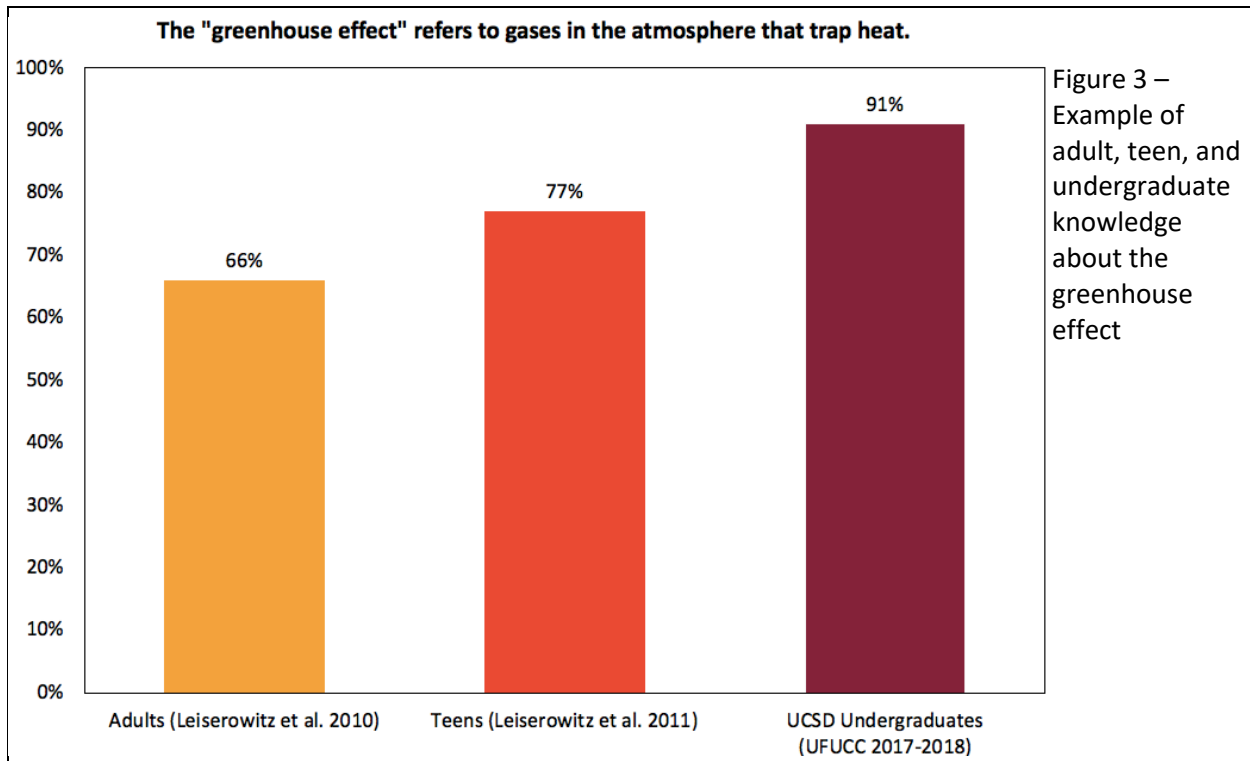 The "greenhouse effect" refers to gases in the atmosphere that trap heat.
100%
90%
80%
70%
60%
50%
40%
30%
20%
10%
0%
66%
77%
91%
Adults (Leiserowitz et al. 2010)
Teens (Leiserowitz et al. 2011)
UCSD Undergraduates
(UFUCC 2017-2018)
Figure 3 –
Example of
adult, teen, and
undergraduate
knowledge
about the
greenhouse
effect